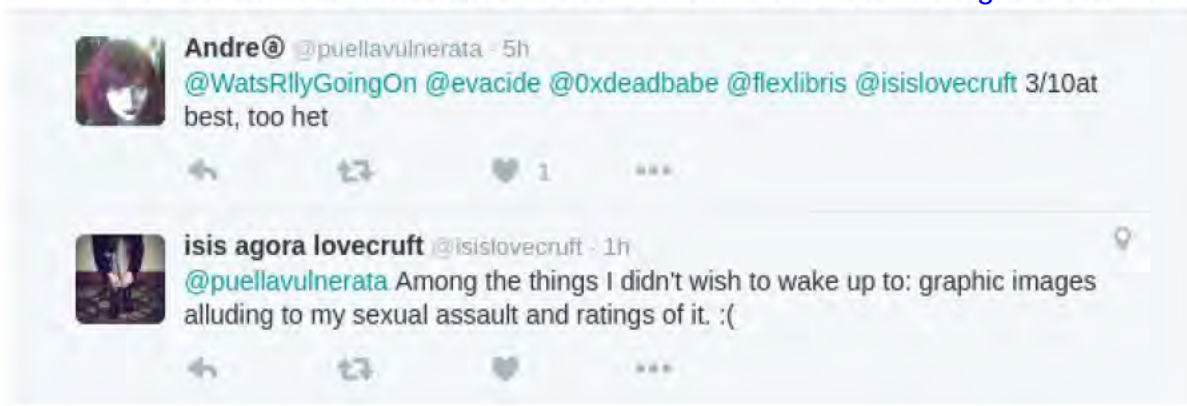 Andreⓐ @puellavulnerata · 5h
@WatsRllyGoingOn @evacide @0xdeadbabe @flexlibris @isislovecruft 3/10at
best, too het
1
isis agora lovecruft @isislovecruft · 1h
@puellavulnerata Among the things I didn't wish to wake up to: graphic images
alluding to my sexual assault and ratings of it. :(